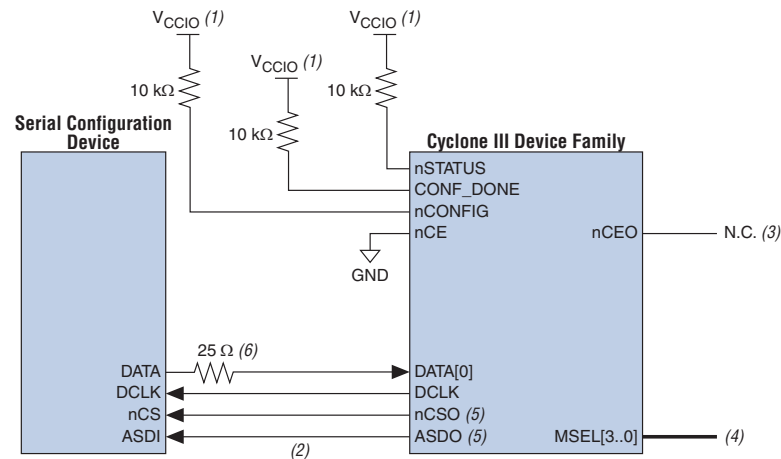 VCCIO (1)
VCCIO (1)
VCCIO (1)
10 kΩ
10 kΩ
10 kΩ
Serial Configuration
Device
Cyclone III Device Family
nSTATUS
CONF_DONE
nCONFIG
nCE
nCEO
N.C. (3)
GND
25 Ω (6)
DATA
DATA[0]
DCLK
DCLK
nCS
nCSO (5)
ASDI
(2)
ASDO (5)
MSEL[3..0]
(4)